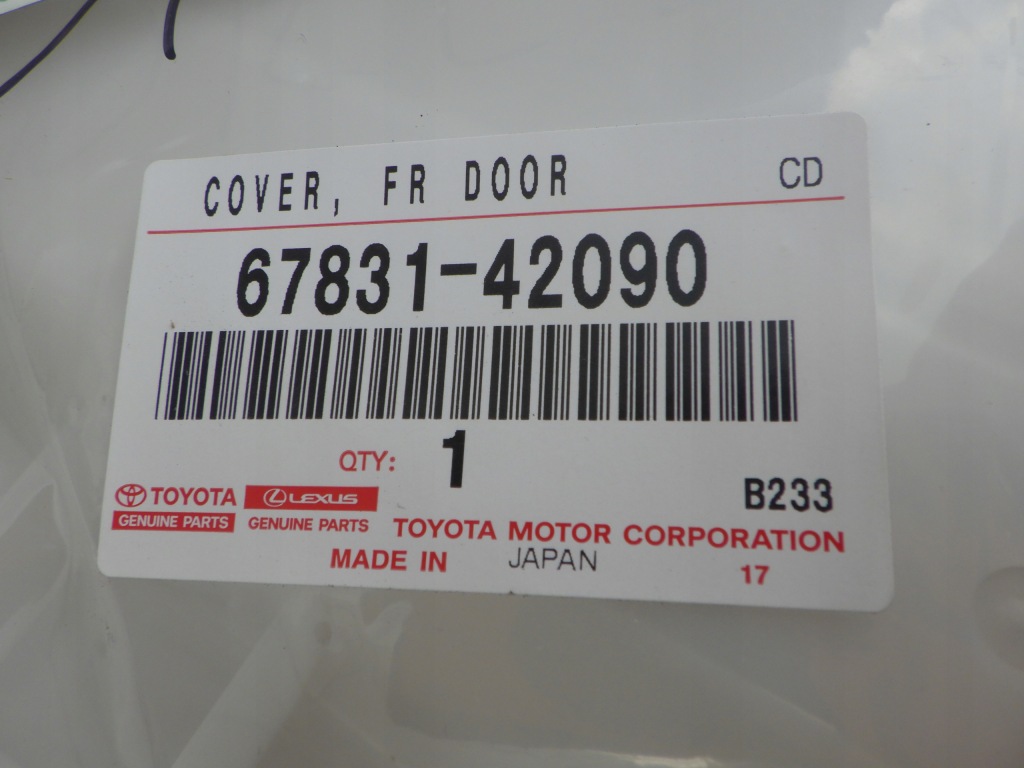 COVER, FR DOOR CD
67831-42090
QTY: 1
B233
TOYOTA LEXUS
GENUINE PARTS GENUINE PARTS TOYOTA MOTOR CORPORATION
MADE IN JAPAN 17